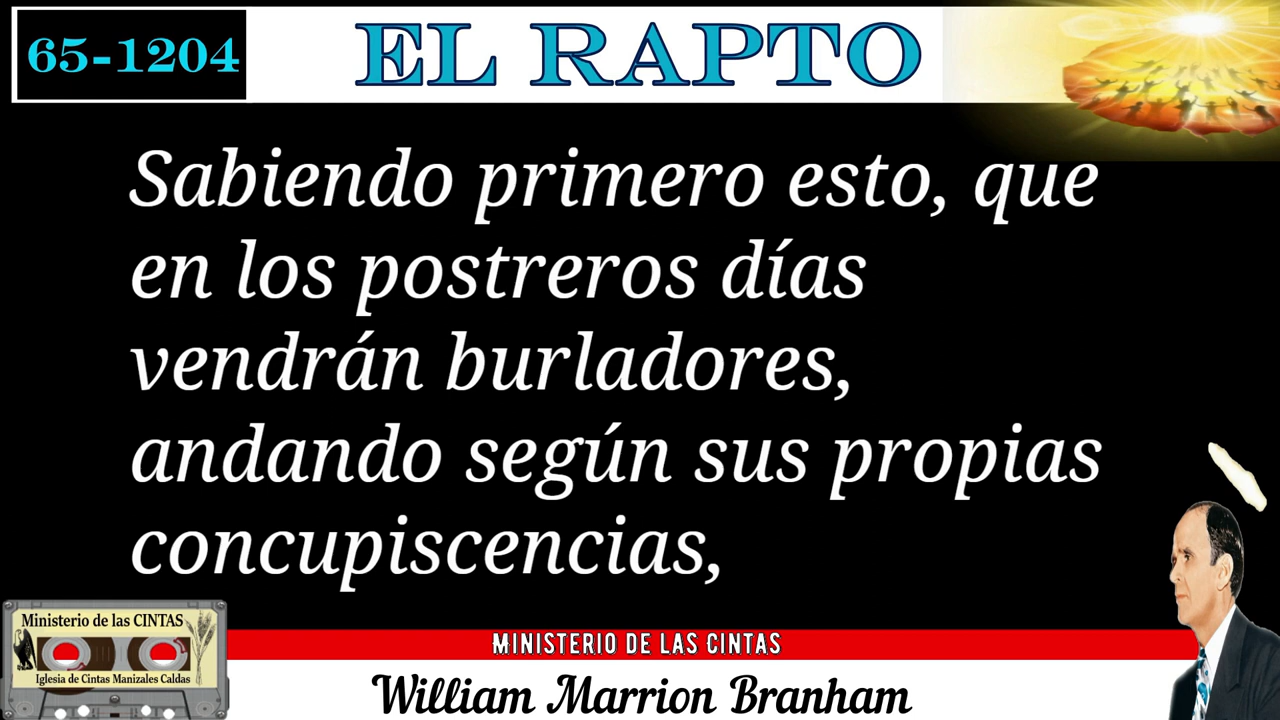 65-1204
EL RAPTO
Sabiendo primero esto, que
en los postreros días
vendrán burladores,
andando según sus propias
concupiscencias,
Ministerio de las CINTAS
Iglesia de Cintas Manizales Caldas
MINISTERIO DE LAS CINTAS
William Marrion Branham